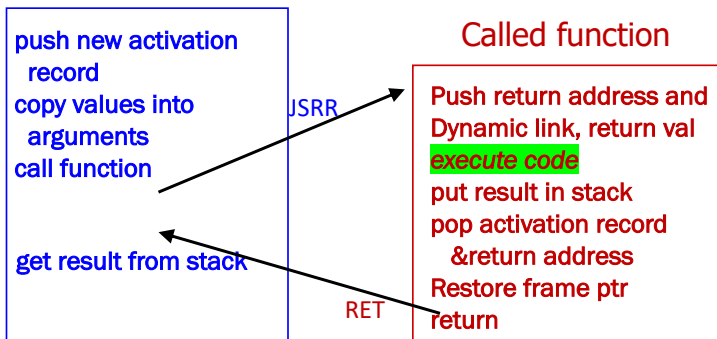 push new activation
record
copy values into
arguments
call function
get result from stack
JSRR
RET
Called function
Push return address and
Dynamic link, return val
execute code
put result in stack
pop activation record
&return address
Restore frame ptr
return